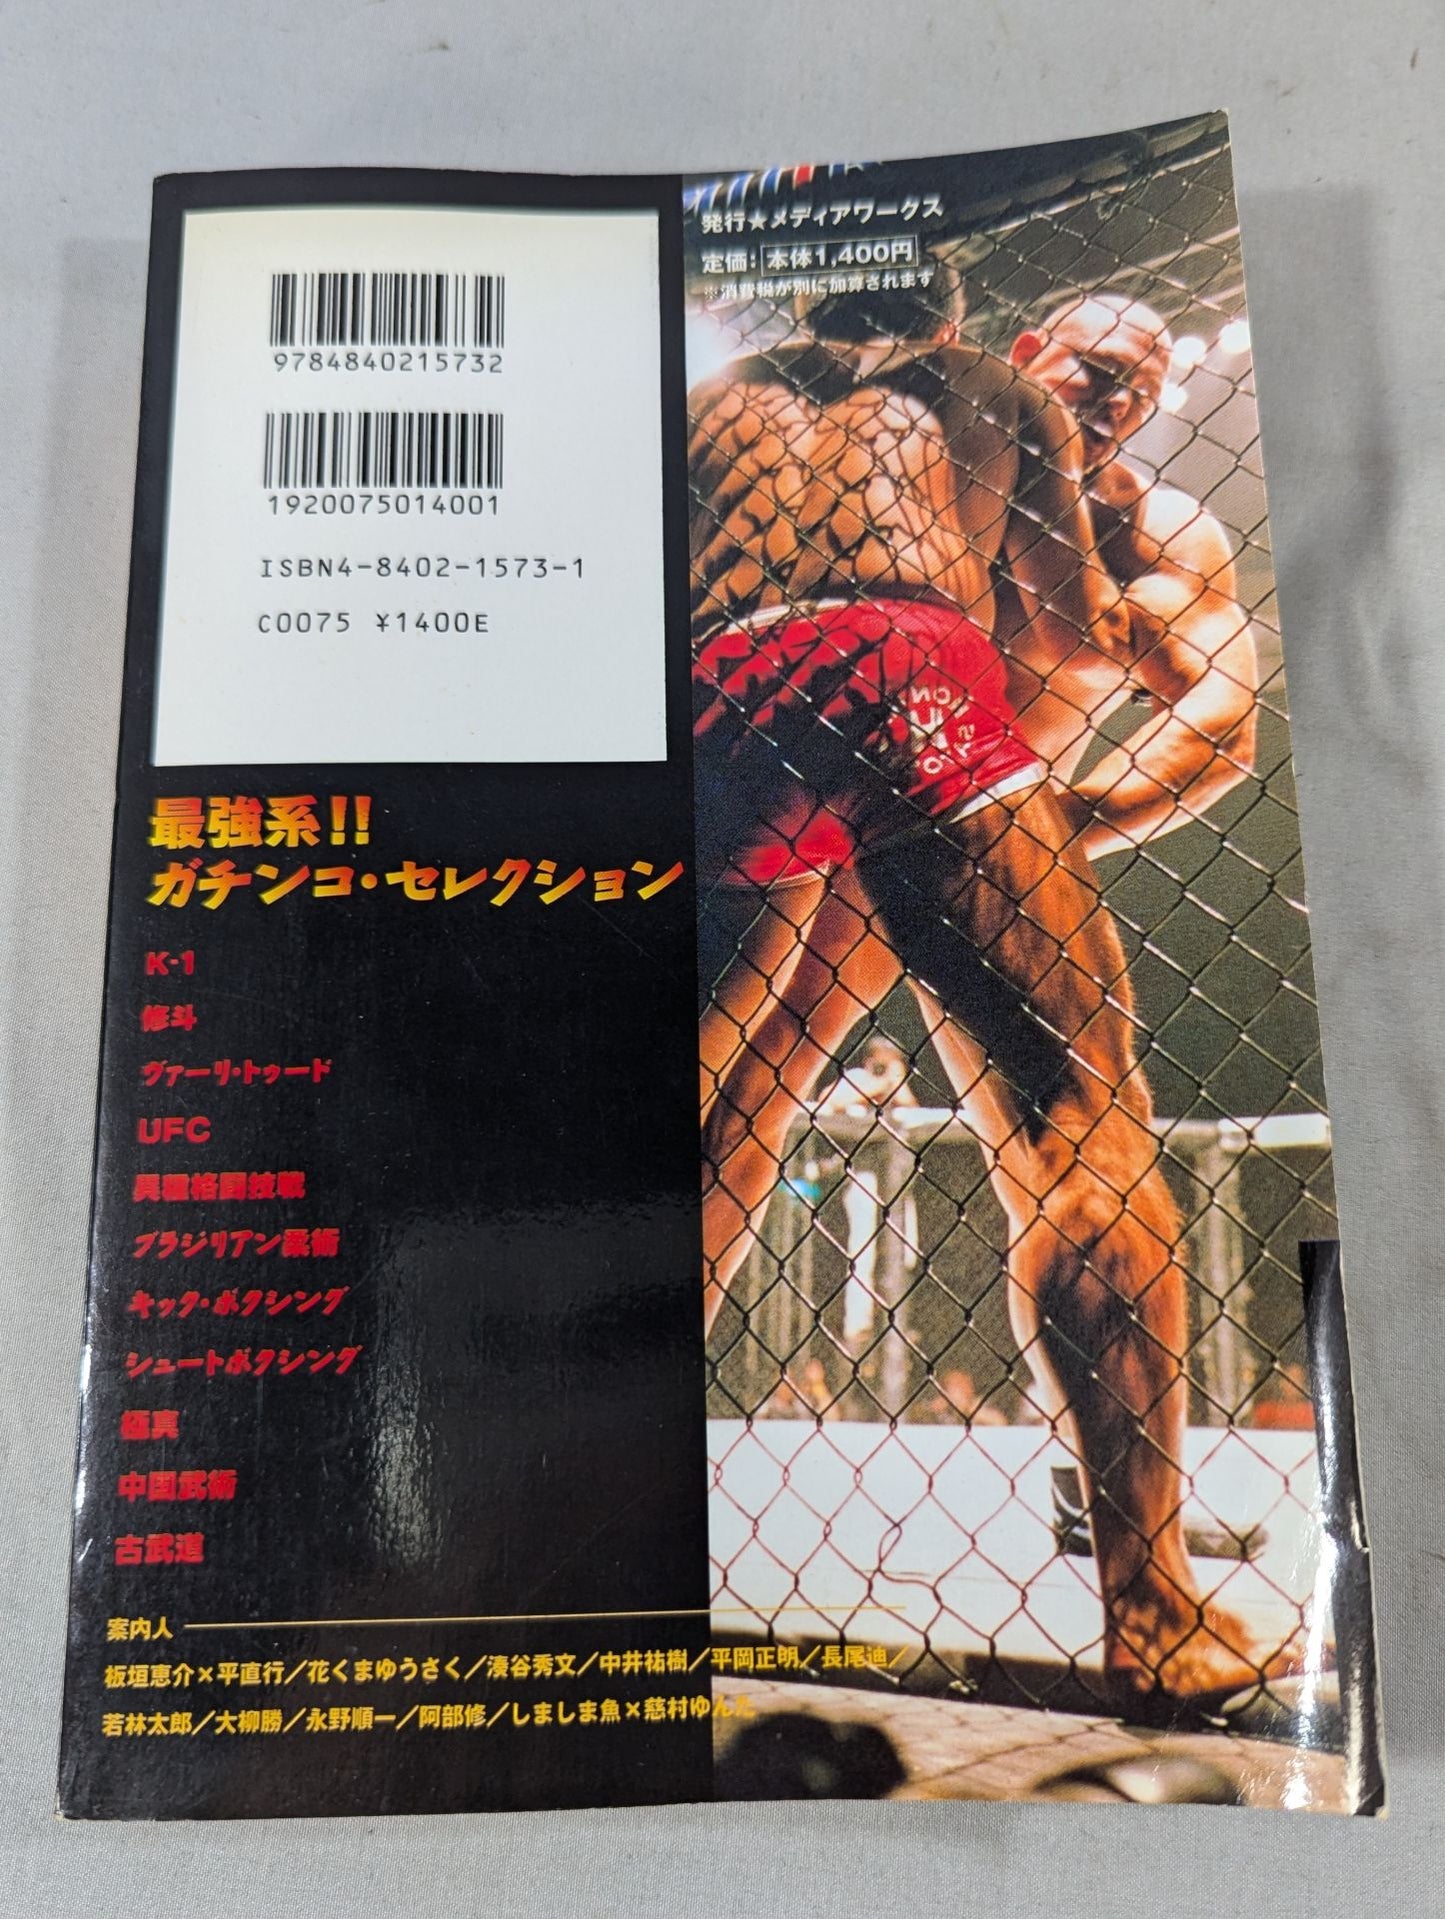 9784840215732
1920075014001
ISBN4-8402-1573-1
C0075 ¥1400E
発行★メディアワークス
定価：本体1,400円
※消費税が別に加算されます
最強系!!
ガチンコ・セレクション
K-1
修斗
ヴァーリ・トゥード
UFC
異種格闘技戦
ブラジリアン柔術
キック・ボクシング
シュートボクシング
極真
中国武術
古武道
案内人
板垣恵介×平直行／花くまゆうさく／湊谷秀文／中井祐樹／平岡正明／長尾迪／
若林太郎／大柳勝／永野順一／阿部修／しましま魚×慈村ゆんた